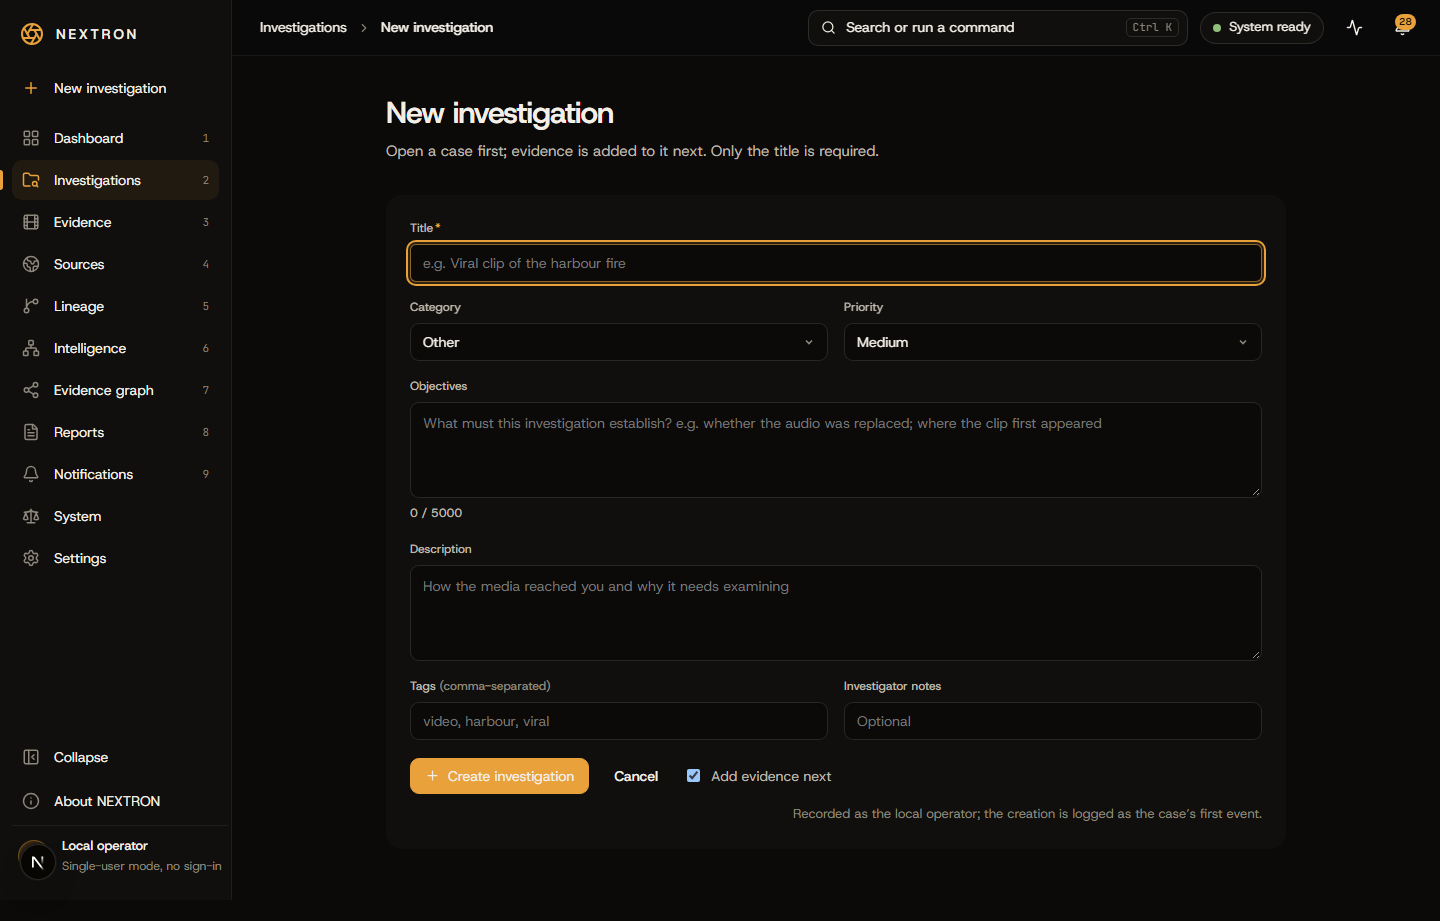 NEXTRON
Investigations > New investigation
Search or run a command
Ctrl K
System ready
28
New investigation
Dashboard 1
Investigations 2
Evidence 3
Sources 4
Lineage 5
Intelligence 6
Evidence graph 7
Reports 8
Notifications 9
System
Settings
Collapse
About NEXTRON
N
Local operator
Single-user mode, no sign-in
New investigation
Open a case first; evidence is added to it next. Only the title is required.
Title *
e.g. Viral clip of the harbour fire
Category
Other
Priority
Medium
Objectives
What must this investigation establish? e.g. whether the audio was replaced; where the clip first appeared
0 / 5000
Description
How the media reached you and why it needs examining
Tags (comma-separated)
video, harbour, viral
Investigator notes
Optional
+ Create investigation
Cancel
Add evidence next
Recorded as the local operator; the creation is logged as the case's first event.